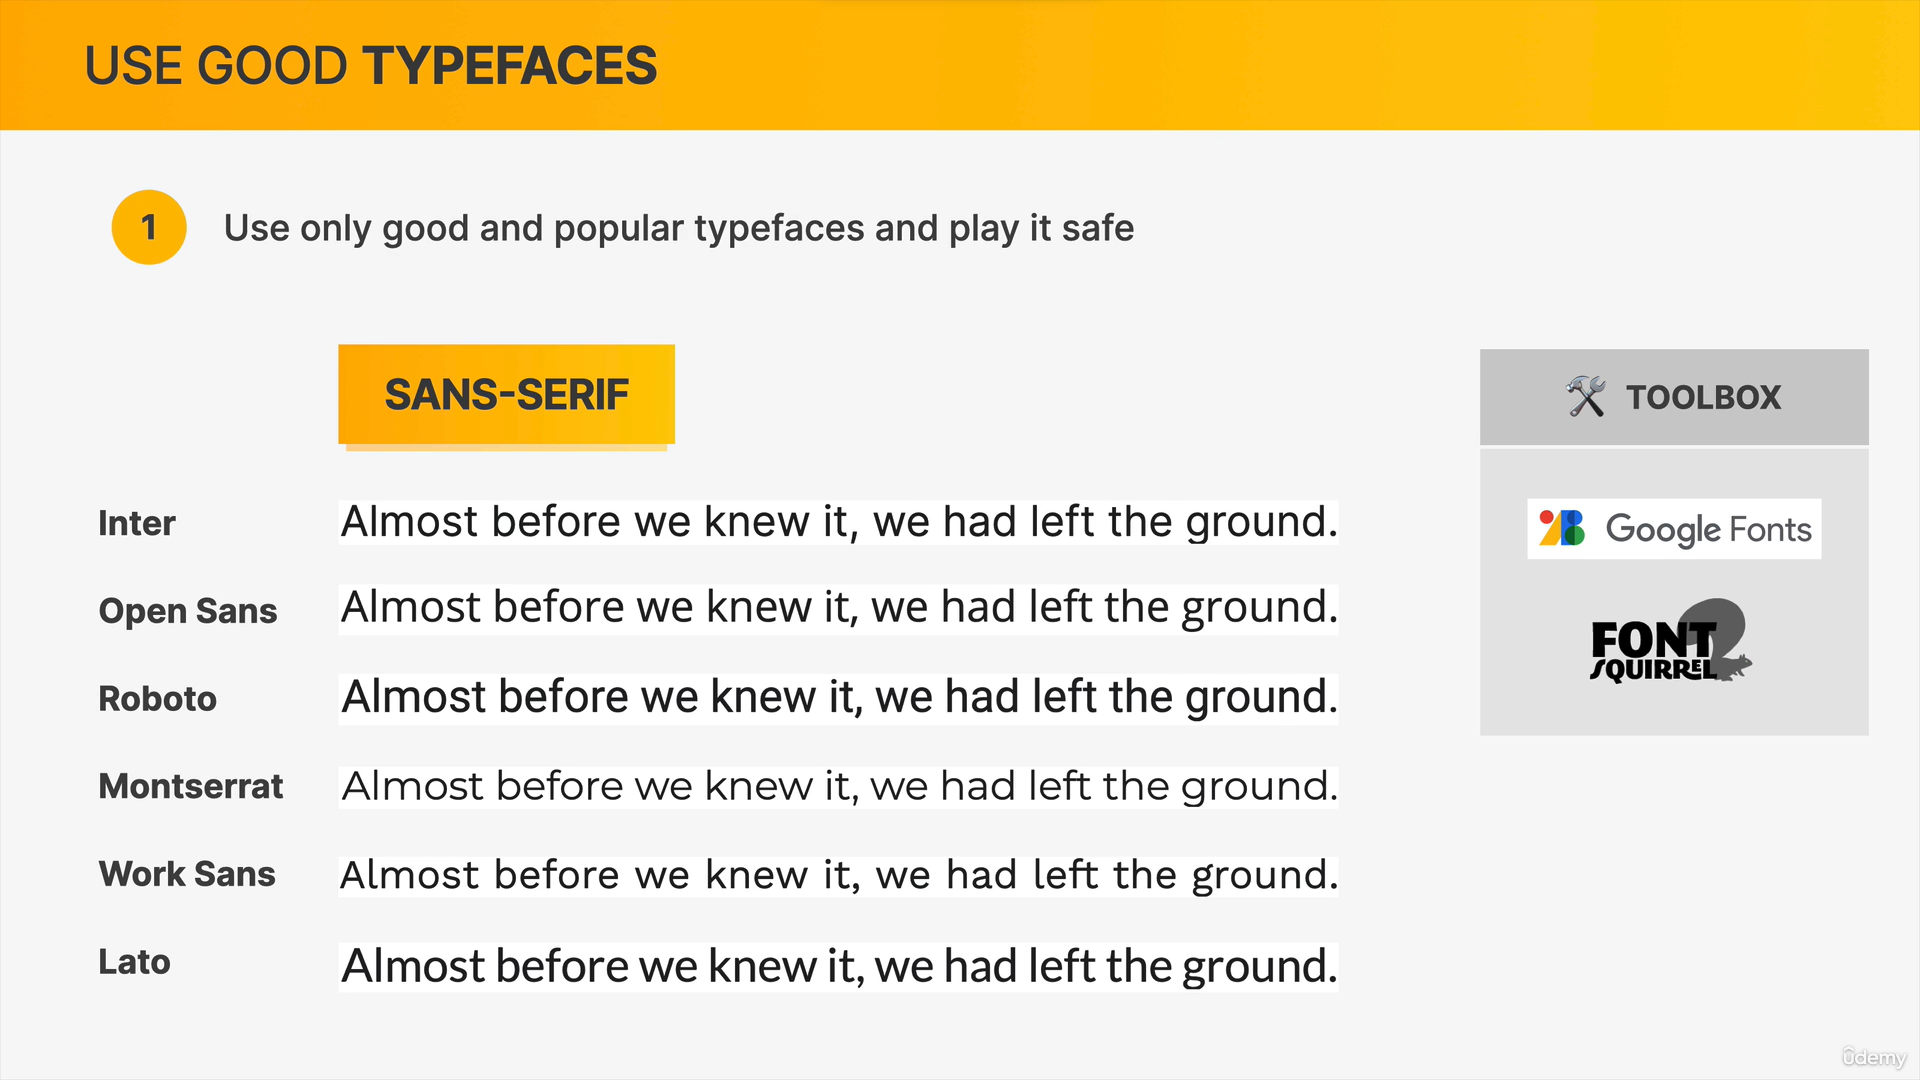 USE GOOD TYPEFACES
1 Use only good and popular typefaces and play it safe
SANS-SERIF
Inter Almost before we knew it, we had left the ground.
Open Sans Almost before we knew it, we had left the ground.
Roboto Almost before we knew it, we had left the ground.
Montserrat Almost before we knew it, we had left the ground.
Work Sans Almost before we knew it, we had left the ground.
Lato Almost before we knew it, we had left the ground.
TOOLBOX
Google Fonts
FONT
SQUIRREL
ûdemy